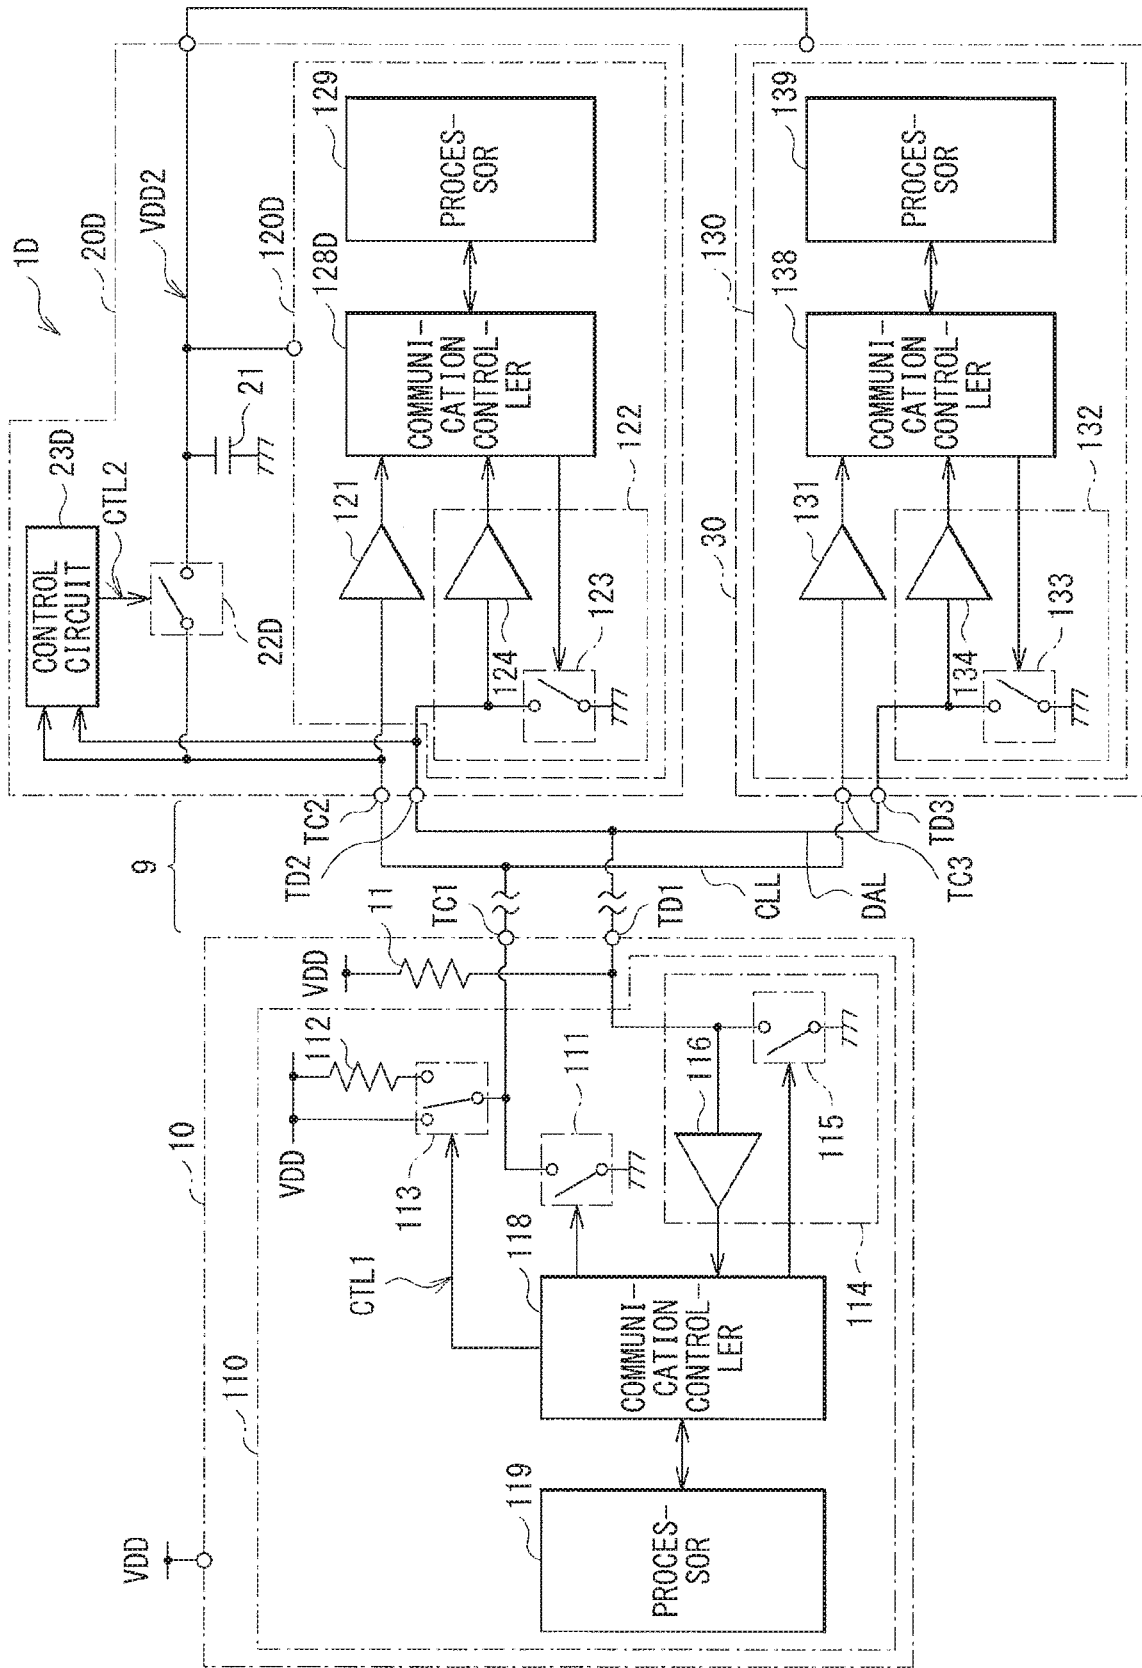 1D
10
VDD
110
119
PROCES-
SOR
118
COMMUNI-
CATION
CONTROL-
LER
CTL1
113
VDD
112
VDD
11
111
116
115
114
9
TC1
TD1
CLL
DAL
TC2
TD2
TC3
TD3
20D
VDD2
23D
CONTROL
CIRCUIT
CTL2
22D
21
120D
121
122
123
124
128D
COMMUNI-
CATION
CONTROL-
LER
129
PROCES-
SOR
30
130
131
132
133
134
138
COMMUNI-
CATION
CONTROL-
LER
139
PROCES-
SOR